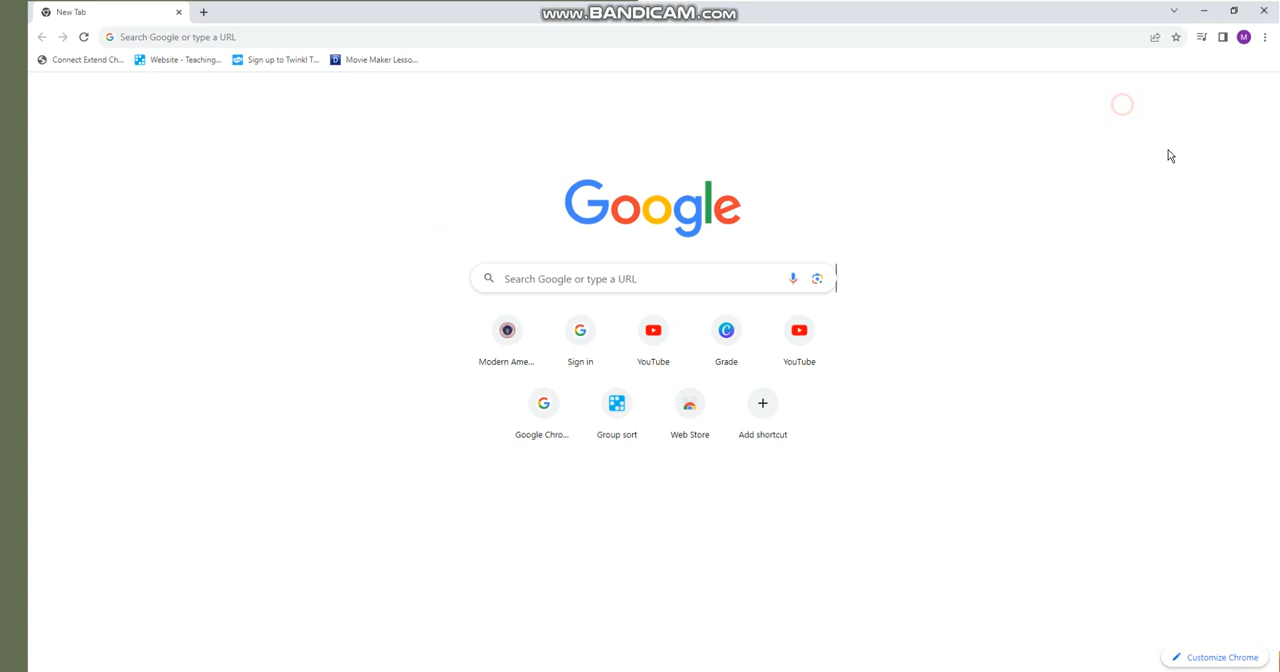 New Tab
www.BANDICAM.com
Search Google or type a URL
M
Connect Extend Ch...
Website - Teaching...
Sign up to Twinkl T...
Movie Maker Lesso...
Google
Search Google or type a URL
Modern Ame...
Sign in
YouTube
Grade
YouTube
Google Chro...
Group sort
Web Store
Add shortcut
Customize Chrome